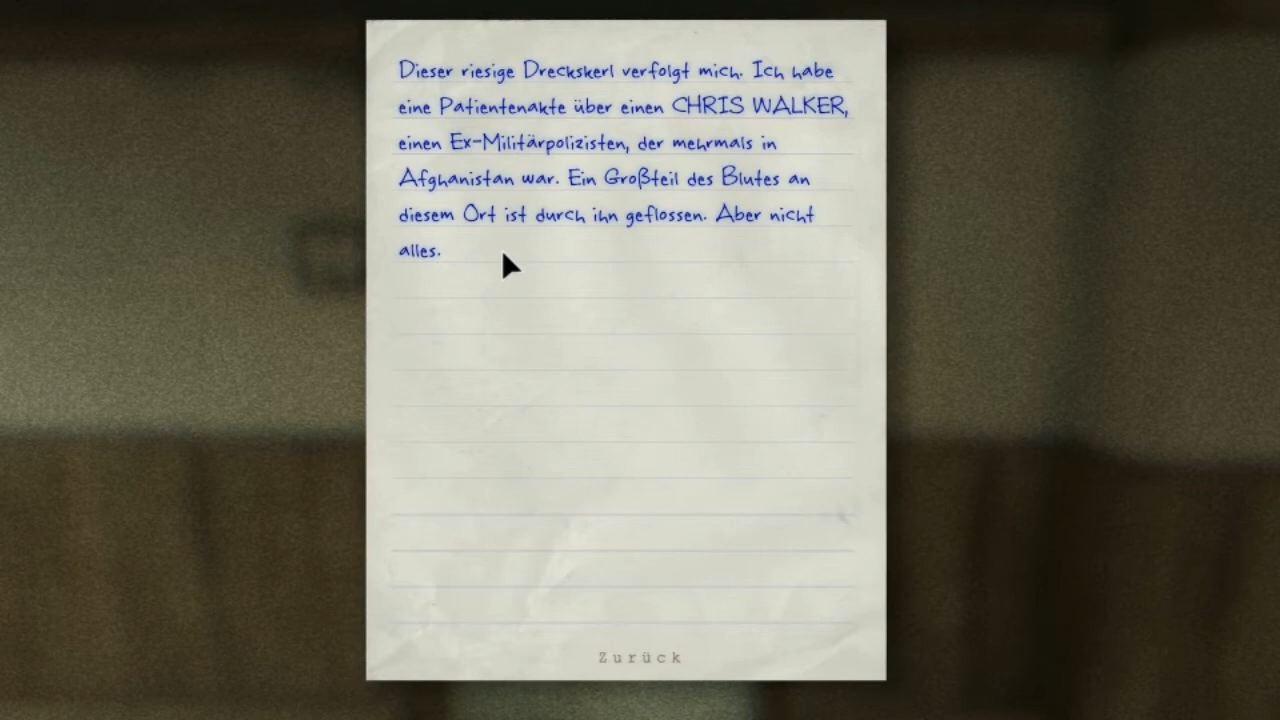 Dieser riesige Dreckskerl verfolgt mich. Ich habe
eine Patientenakte über einen CHRIS WALKER,
einen Ex-Militärpolizisten, der mehrmals in
Afghanistan war. Ein Großteil des Blutes an
diesem Ort ist durch ihn geflossen. Aber nicht
alles.
Zurück